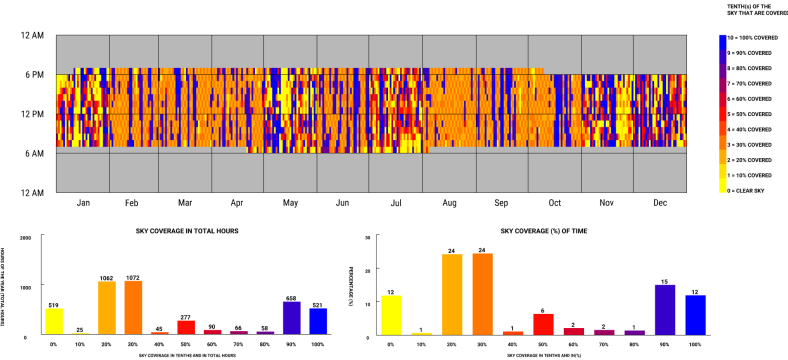 TENTH(s) OF THE
SKY THAT ARE COVERED
12 AM
6 PM
12 PM
6 AM
12 AM
Jan Feb Mar Apr May Jun Jul Aug Sep Oct Nov Dec
10 = 100% COVERED
9 = 90% COVERED
8 = 80% COVERED
7 = 70% COVERED
6 = 60% COVERED
5 = 50% COVERED
4 = 40% COVERED
3 = 30% COVERED
2 = 20% COVERED
1 = 10% COVERED
0 = CLEAR SKY
SKY COVERAGE IN TOTAL HOURS
HOURS OF THE YEAR (TOTAL HOURS)
2000
1000
0
519 25 1062 1072 45 277 90 66 58 658 521
0% 10% 20% 30% 40% 50% 60% 70% 80% 90% 100%
SKY COVERAGE IN TENTHS AND IN TOTAL HOURS
SKY COVERAGE (%) OF TIME
PERCENTAGE (%)
30
20
10
0
12 1 24 24 1 6 2 2 1 15 12
0% 10% 20% 30% 40% 50% 60% 70% 80% 90% 100%
SKY COVERAGE IN TENTHS AND IN(%)